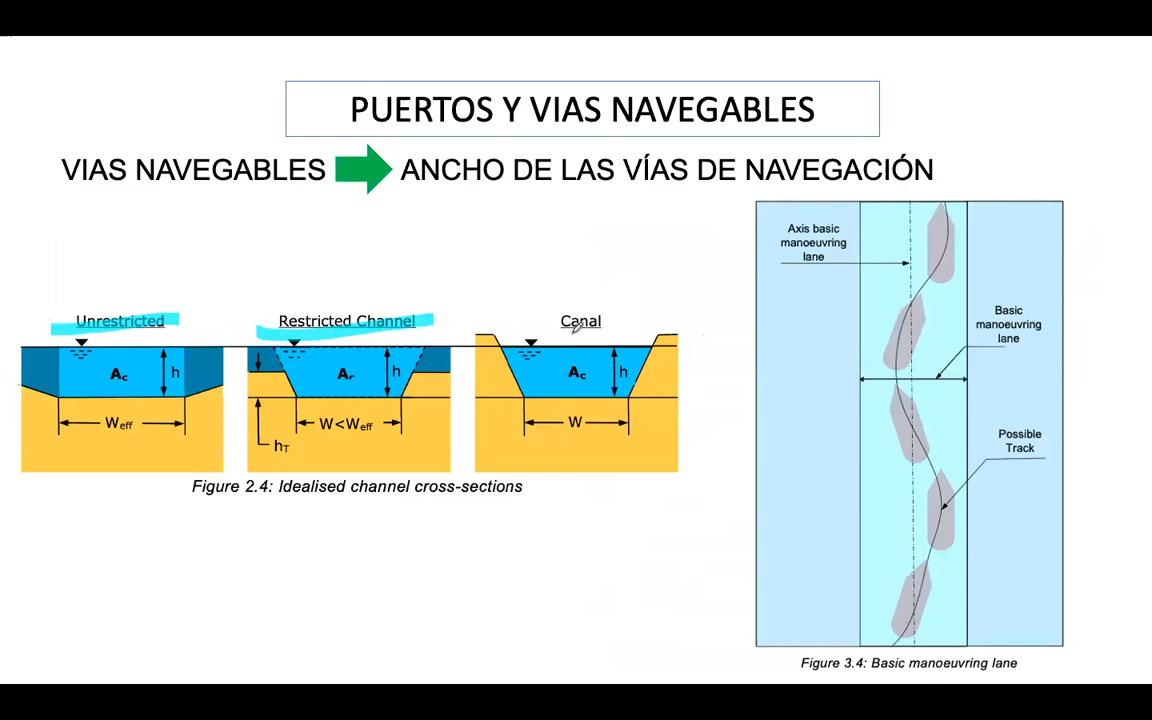 PUERTOS Y VIAS NAVEGABLES
VIAS NAVEGABLES
ANCHO DE LAS VÍAS DE NAVEGACIÓN
Unrestricted
Restricted Channel
Canal
Ac
h
Weff
Ac
h
W<Weff
hT
Ac
h
W
Figure 2.4: Idealised channel cross-sections
Axis basic
manoeuvring
lane
Basic
manoeuvring
lane
Possible
Track
Figure 3.4: Basic manoeuvring lane